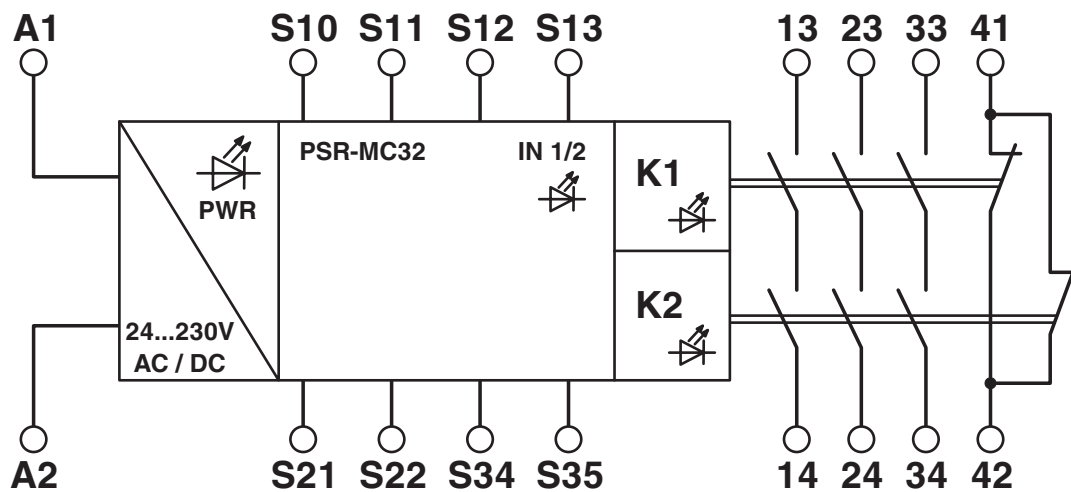 A1 S10 S11 S12 S13 13 23 33 41
PSR-MC32 IN 1/2
K1
PWR
K2
24...230V
AC / DC
A2 S21 S22 S34 S35 14 24 34 42